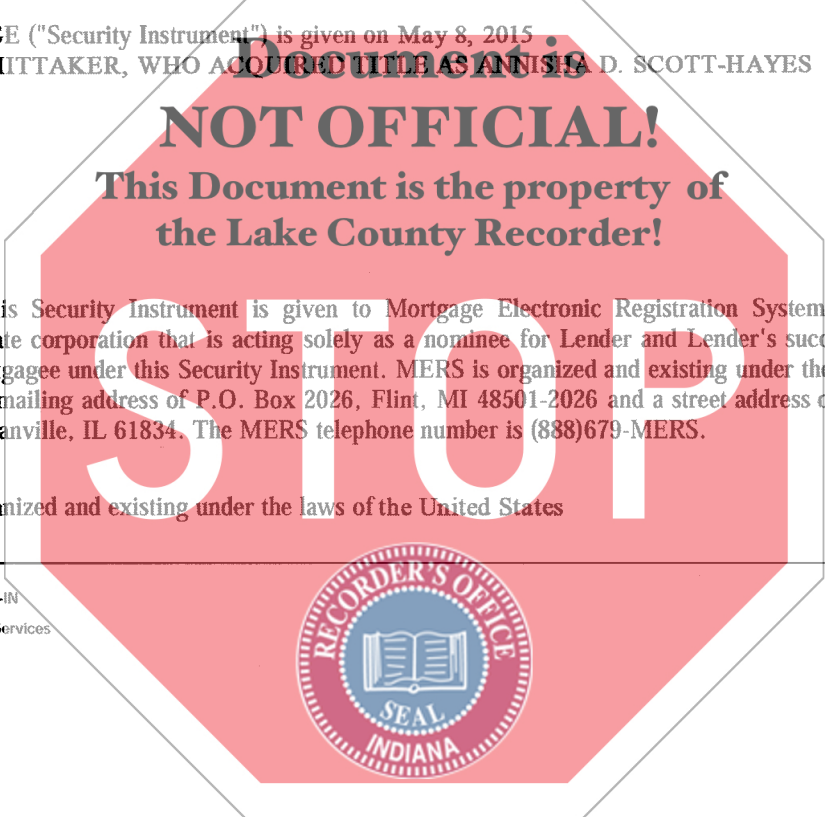 GE ("Security Instrument") is given on May 8, 2015
Document is
HITTAKER, WHO ACQUIRED TITLE AS ANNISHA D. SCOTT-HAYES
NOT OFFICIAL!
This Document is the property of
the Lake County Recorder!
is Security Instrument is given to Mortgage Electronic Registration System
te corporation that is acting solely as a nominee for Lender and Lender's succ
gagee under this Security Instrument. MERS is organized and existing under the
mailing address of P.O. Box 2026, Flint, MI 48501-2026 and a street address o
anville, IL 61834. The MERS telephone number is (888)679-MERS.
STOP
nized and existing under the laws of the United States
-IN
Services
RECORDER'S OFFICE
SEAL
INDIANA